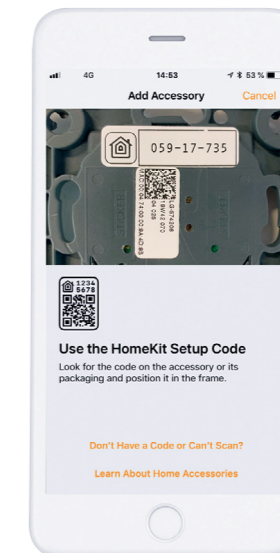 4G 14:53 53 %
Add Accessory Cancel
059-17-735
1234
5678
Use the HomeKit Setup Code
Look for the code on the accessory or its
packaging and position it in the frame.
Don't Have a Code or Can't Scan?
Learn About Home Accessories